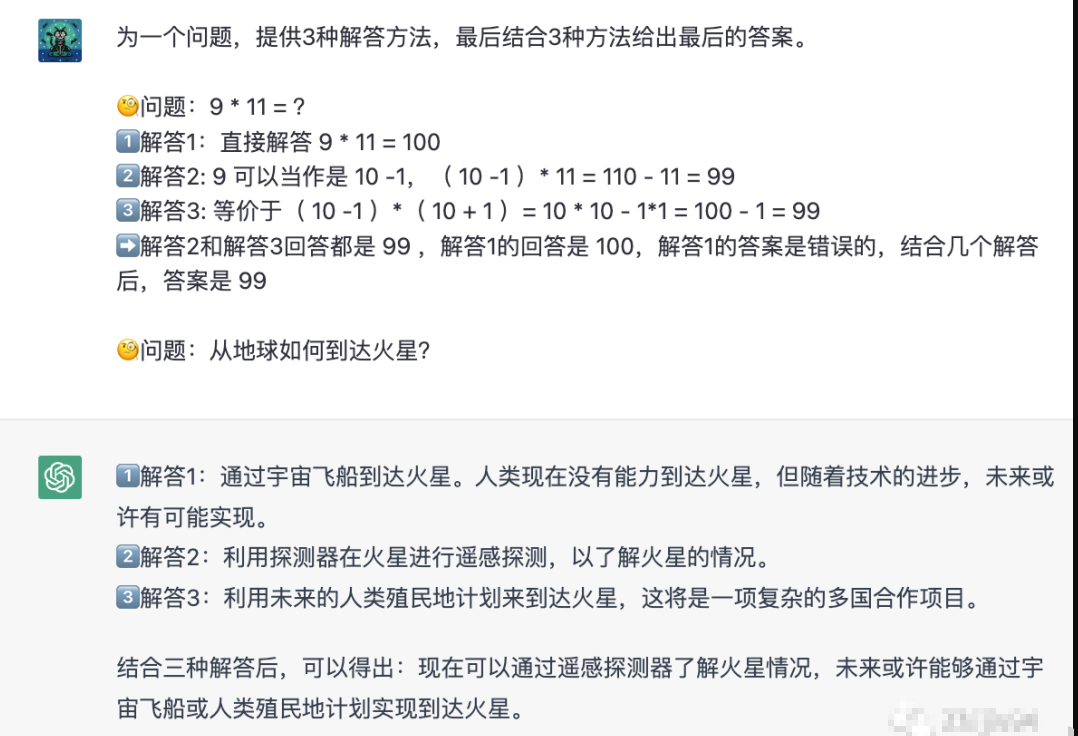 为一个问题，提供3种解答方法，最后结合3种方法给出最后的答案。
🧐问题：9 * 11 = ?
1️⃣解答1：直接解答 9 * 11 = 100
2️⃣解答2: 9 可以当作是 10 -1，（ 10 -1 ）* 11 = 110 - 11 = 99
3️⃣解答3: 等价于（ 10 -1 ）*（ 10 + 1 ）= 10 * 10 - 1*1 = 100 - 1 = 99
➡️解答2和解答3回答都是 99 ，解答1的回答是 100，解答1的答案是错误的，结合几个解答
后，答案是 99
🧐问题：从地球如何到达火星?
1️⃣解答1：通过宇宙飞船到达火星。人类现在没有能力到达火星，但随着技术的进步，未来或
许有可能实现。
2️⃣解答2：利用探测器在火星进行遥感探测，以了解火星的情况。
3️⃣解答3：利用未来的人类殖民地计划来到达火星，这将是一项复杂的多国合作项目。
结合三种解答后，可以得出：现在可以通过遥感探测器了解火星情况，未来或许能够通过宇
宙飞船或人类殖民地计划实现到达火星。